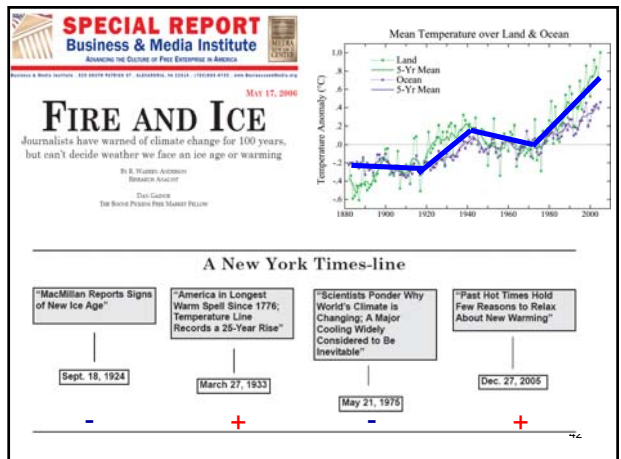 SPECIAL REPORT
Business & Media Institute
ADVANCING THE CULTURE OF FREE ENTERPRISE IN AMERICA
MEDIA
RESEARCH
CENTER
MAY 17, 2006
FIRE AND ICE
Journalists have warned of climate change for 100 years,
but can't decide weather we face an ice age or warming
BY R. WARREN ANDERSON
RESEARCH ANALYST
DAN GAINOR
THE BOONE PICKENS FREE MARKET FELLOW
Mean Temperature over Land & Ocean
Land
5-Yr Mean
Ocean
5-Yr Mean
Temperature Anomaly (°C)
1.0
.8
.6
.4
.2
.0
-.2
-.4
-.6
1880 1900 1920 1940 1960 1980 2000
A New York Times-line
"MacMillan Reports Signs
of New Ice Age"
Sept. 18, 1924
-
"America in Longest
Warm Spell Since 1776;
Temperature Line
Records a 25-Year Rise"
March 27, 1933
+
"Scientists Ponder Why
World's Climate is
Changing; A Major
Cooling Widely
Considered to Be
Inevitable"
May 21, 1975
-
"Past Hot Times Hold
Few Reasons to Relax
About New Warming"
Dec. 27, 2005
+
42